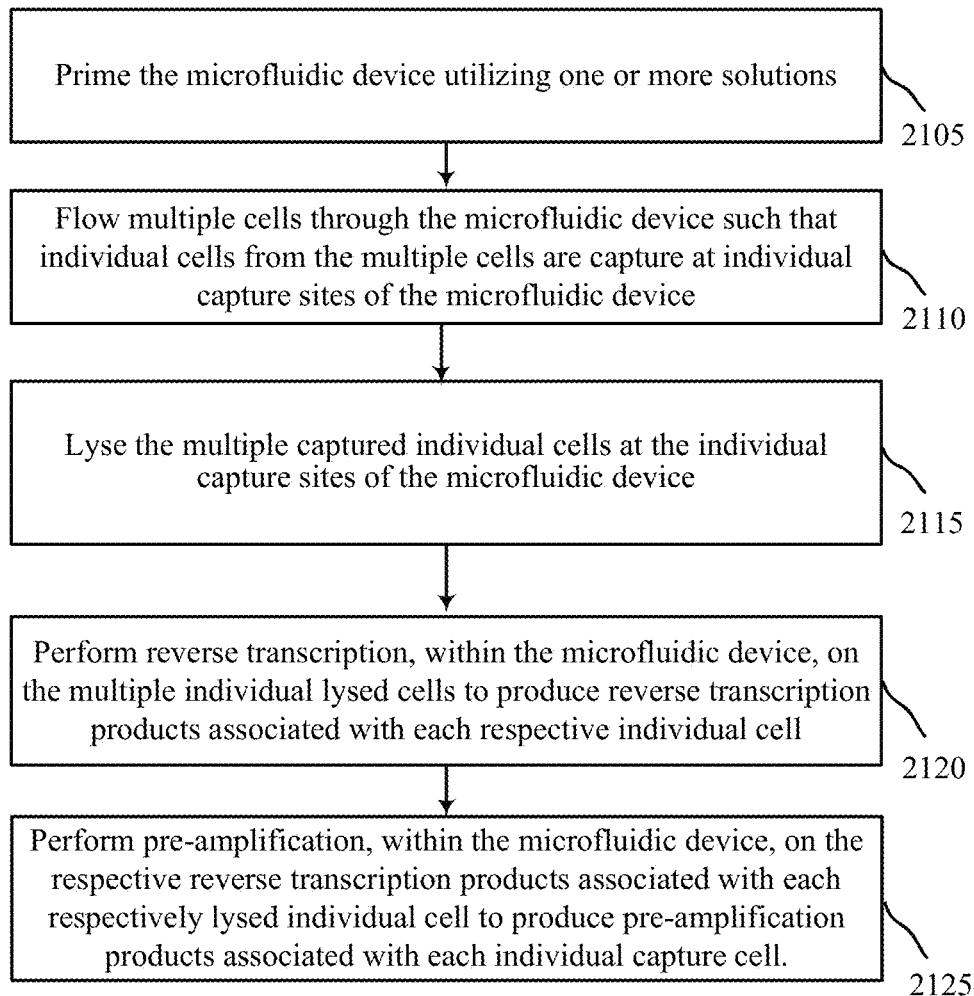 Prime the microfluidic device utilizing one or more solutions
2105
Flow multiple cells through the microfluidic device such that
individual cells from the multiple cells are capture at individual
capture sites of the microfluidic device
2110
Lyse the multiple captured individual cells at the individual
capture sites of the microfluidic device
2115
Perform reverse transcription, within the microfluidic device, on
the multiple individual lysed cells to produce reverse transcription
products associated with each respective individual cell
2120
Perform pre-amplification, within the microfluidic device, on the
respective reverse transcription products associated with each
respectively lysed individual cell to produce pre-amplification
products associated with each individual capture cell.
2125